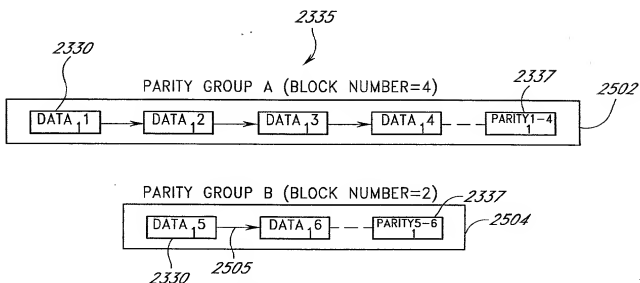 2335
2330
2337
PARITY GROUP A (BLOCK NUMBER=4)
2502
DATA 1 1
DATA 1 2
DATA 1 3
DATA 1 4
PARITY1-4
1
PARITY GROUP B (BLOCK NUMBER=2)
2337
DATA 1 5
DATA 1 6
PARITY5-6
1
2504
2330
2505